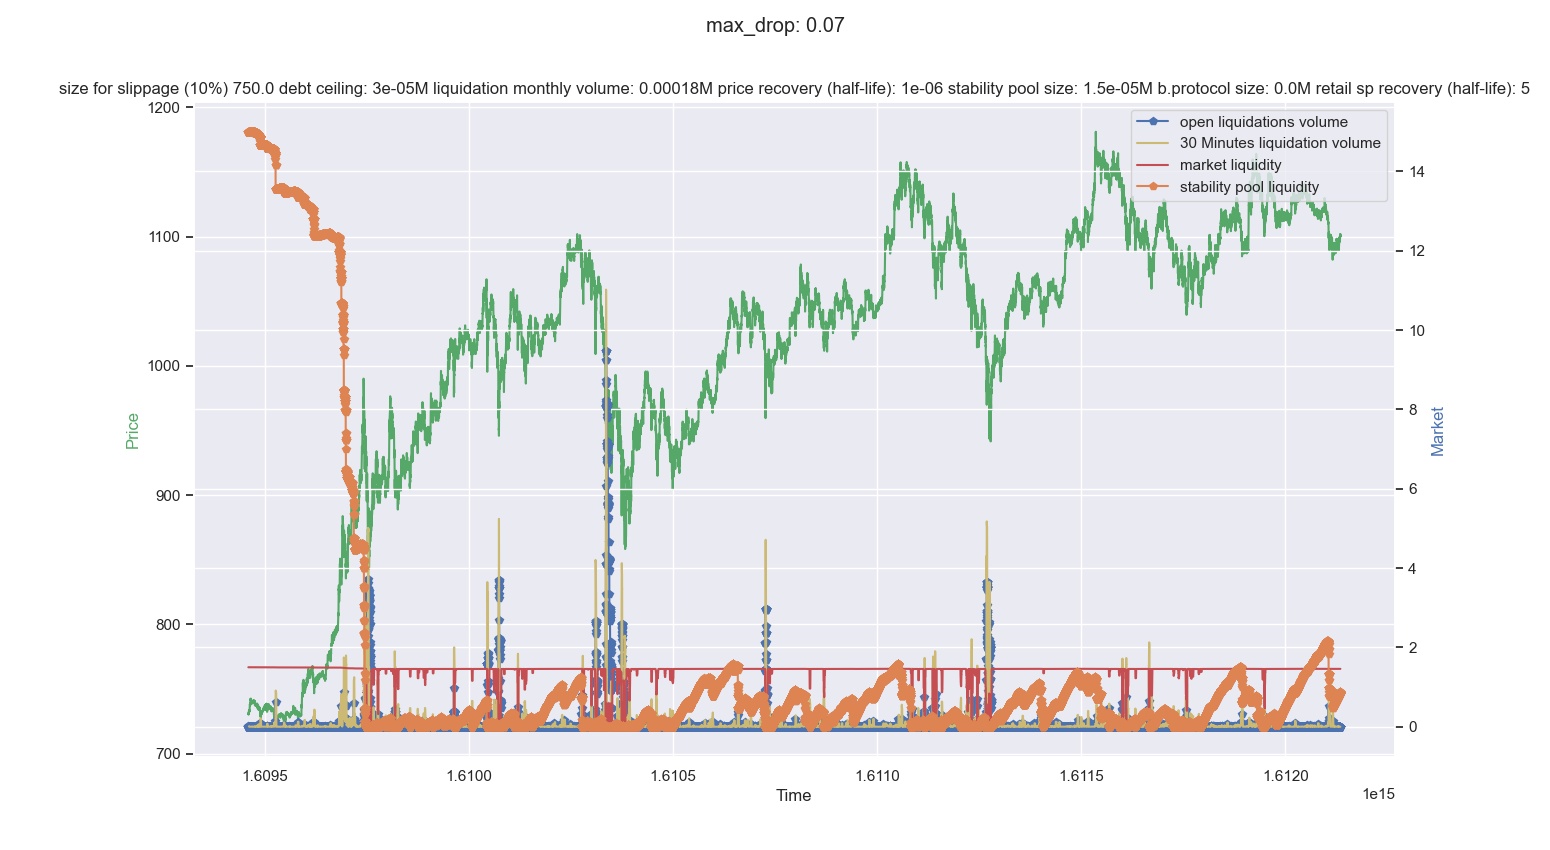 max_drop: 0.07
size for slippage (10%) 750.0 debt ceiling: 3e-05M liquidation monthly volume: 0.00018M price recovery (half-life): 1e-06 stability pool size: 1.5e-05M b.protocol size: 0.0M retail sp recovery (half-life): 5
open liquidations volume
30 Minutes liquidation volume
market liquidity
stability pool liquidity
1200
1100
1000
900
800
700
Price
14
12
10
8
6
4
2
0
Market
1.6095
1.6100
1.6105
1.6110
1.6115
1.6120
1e15
Time